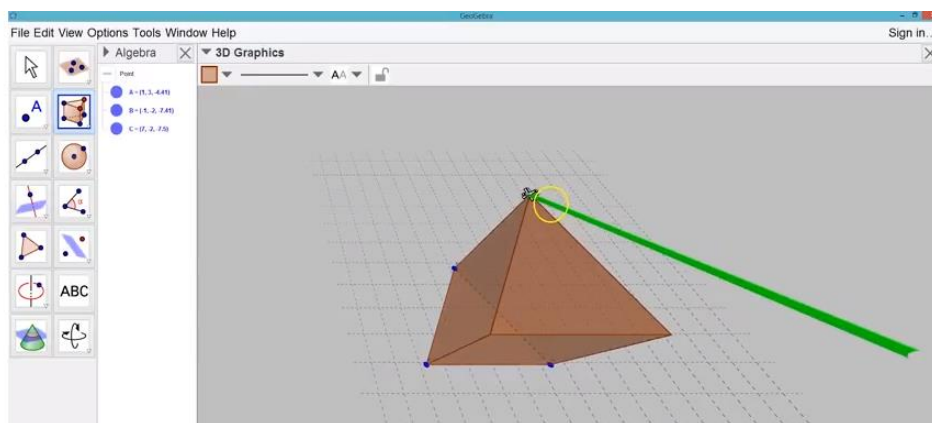 GeoGebra
File Edit View Options Tools Window Help
Sign in...
Algebra
3D Graphics
AA
Point
A = (1, 3, -4.41)
B = (-1, -2, -7.41)
C = (7, -2, -7.5)
A
α
ABC